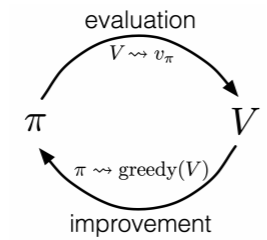 evaluation
V ⇝ v_π
π V
π ⇝ greedy(V)
improvement